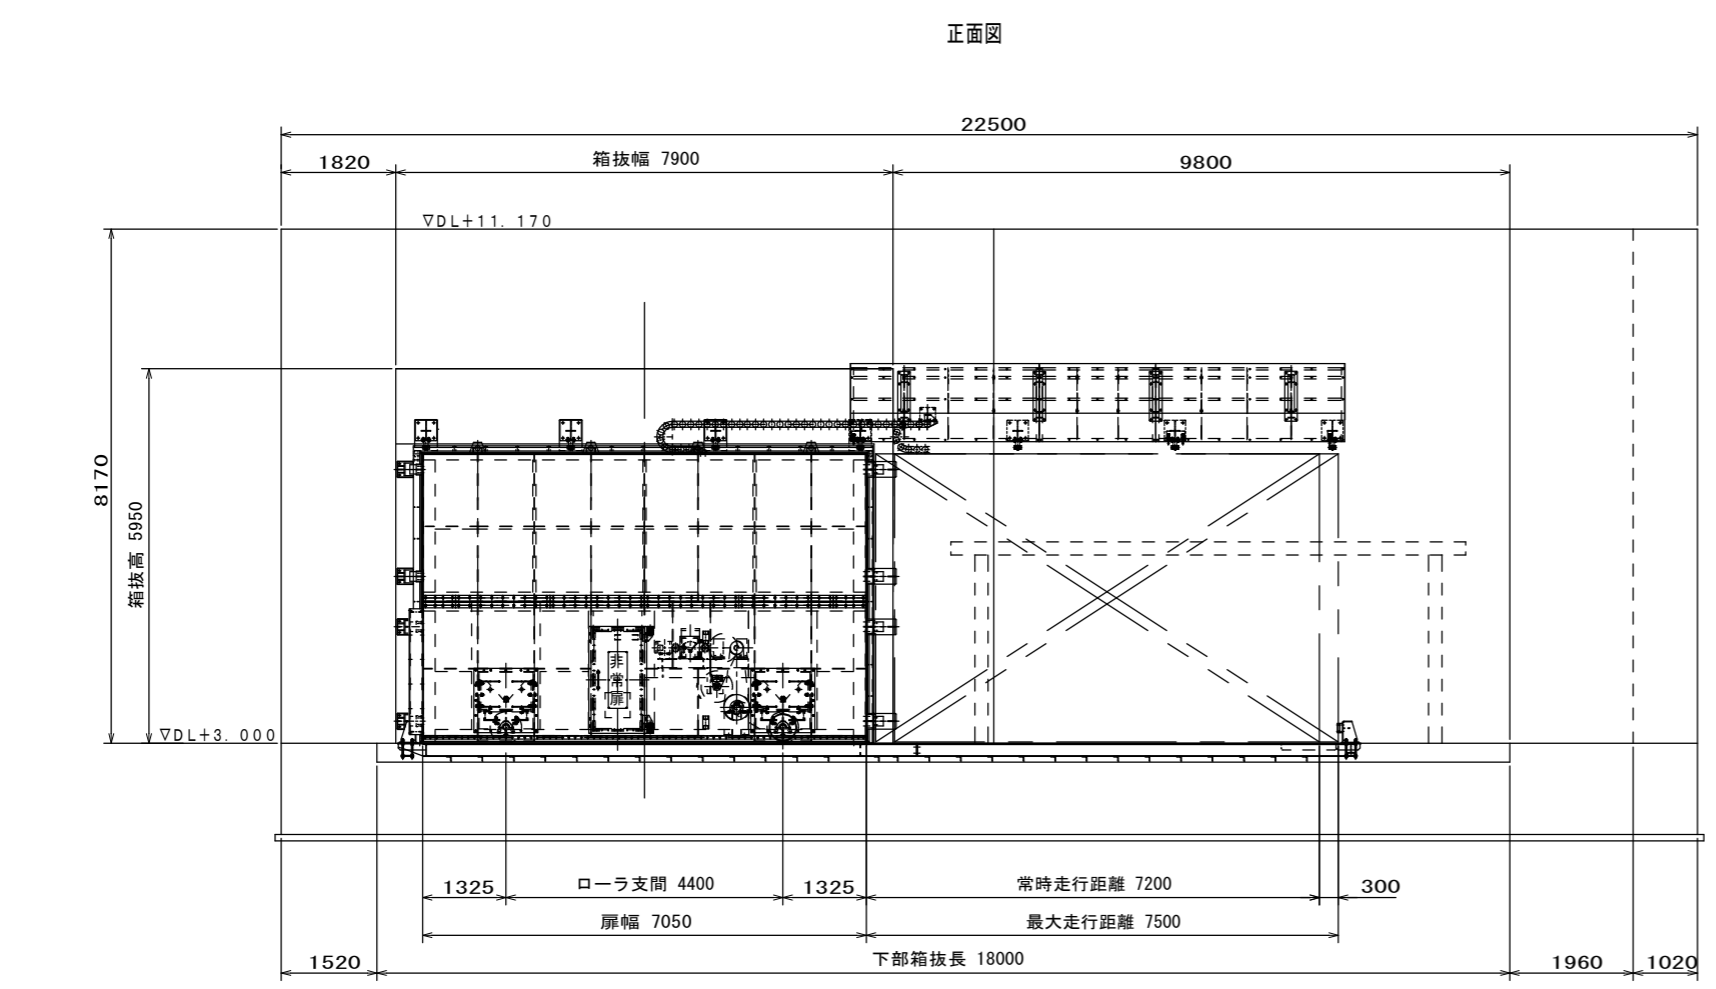 正面図
22500
1820
箱抜幅 7900
9800
▽DL+11.170
8170
箱抜高 5950
非
常
扉
▽DL+3.000
1325
ローラ支間 4400
1325
常時走行距離 7200
300
扉幅 7050
最大走行距離 7500
1520
下部箱抜長 18000
1960
1020